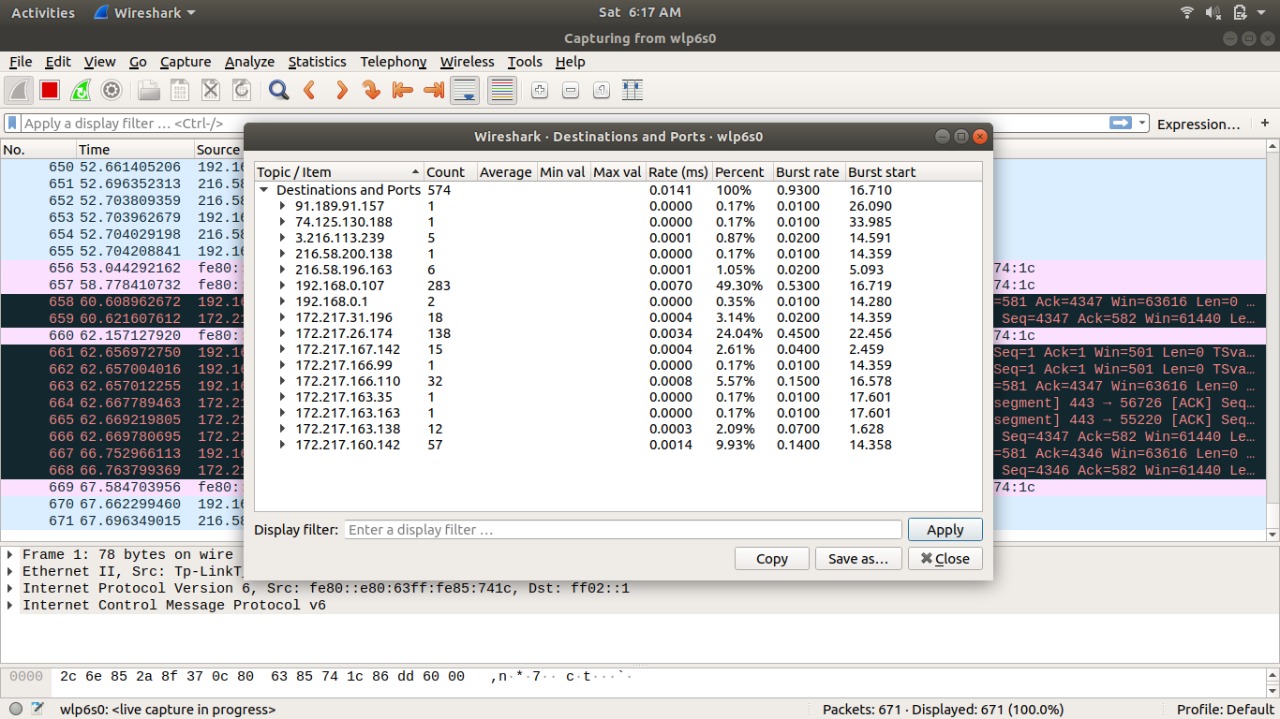 Activities Wireshark Sat 6:17 AM
Capturing from wlp6s0
File Edit View Go Capture Analyze Statistics Telephony Wireless Tools Help
Apply a display filter … <Ctrl-/> Expression… +
No. Time Source
650 52.661405206 192.16
651 52.696352313 216.58
652 52.703809359 216.58
653 52.703962679 192.16
654 52.704029198 216.58
655 52.704208841 192.16
656 53.044292162 fe80:: 74:1c
657 58.778410732 fe80:: 74:1c
658 60.608962672 192.16 =581 Ack=4347 Win=63616 Len=0 …
659 60.621607612 172.21 Seq=4347 Ack=582 Win=61440 Le…
660 62.157127920 fe80:: 74:1c
661 62.656972750 192.16 Seq=1 Ack=1 Win=501 Len=0 TSva…
662 62.657004016 192.16 Seq=1 Ack=1 Win=501 Len=0 TSva…
663 62.657012255 192.16 =581 Ack=4347 Win=63616 Len=0 …
664 62.667789463 172.21 segment] 443 → 56726 [ACK] Seq…
665 62.669219805 172.21 segment] 443 → 55220 [ACK] Seq…
666 62.669780695 172.21 Seq=4347 Ack=582 Win=61440 Le…
667 66.752966113 192.16 =581 Ack=4346 Win=63616 Len=0 …
668 66.763799369 172.21 Seq=4346 Ack=582 Win=61440 Le…
669 67.584703956 fe80:: 74:1c
670 67.662299460 192.16
671 67.696349015 216.58
Wireshark · Destinations and Ports · wlp6s0
Topic / Item Count Average Min val Max val Rate (ms) Percent Burst rate Burst start
Destinations and Ports 574 0.0141 100% 0.9300 16.710
91.189.91.157 1 0.0000 0.17% 0.0100 26.090
74.125.130.188 1 0.0000 0.17% 0.0100 33.985
3.216.113.239 5 0.0001 0.87% 0.0200 14.591
216.58.200.138 1 0.0000 0.17% 0.0100 14.359
216.58.196.163 6 0.0001 1.05% 0.0200 5.093
192.168.0.107 283 0.0070 49.30% 0.5300 16.719
192.168.0.1 2 0.0000 0.35% 0.0100 14.280
172.217.31.196 18 0.0004 3.14% 0.0200 14.359
172.217.26.174 138 0.0034 24.04% 0.4500 22.456
172.217.167.142 15 0.0004 2.61% 0.0400 2.459
172.217.166.99 1 0.0000 0.17% 0.0100 14.359
172.217.166.110 32 0.0008 5.57% 0.1500 16.578
172.217.163.35 1 0.0000 0.17% 0.0100 17.601
172.217.163.163 1 0.0000 0.17% 0.0100 17.601
172.217.163.138 12 0.0003 2.09% 0.0700 1.628
172.217.160.142 57 0.0014 9.93% 0.1400 14.358
Display filter: Enter a display filter … Apply
Copy Save as… Close
Frame 1: 78 bytes on wire
Ethernet II, Src: Tp-LinkT
Internet Protocol Version 6, Src: fe80::e80:63ff:fe85:741c, Dst: ff02::1
Internet Control Message Protocol v6
0000 2c 6e 85 2a 8f 37 0c 80 63 85 74 1c 86 dd 60 00 ,n·*·7·· c·t···`·
wlp6s0: <live capture in progress> Packets: 671 · Displayed: 671 (100.0%) Profile: Default